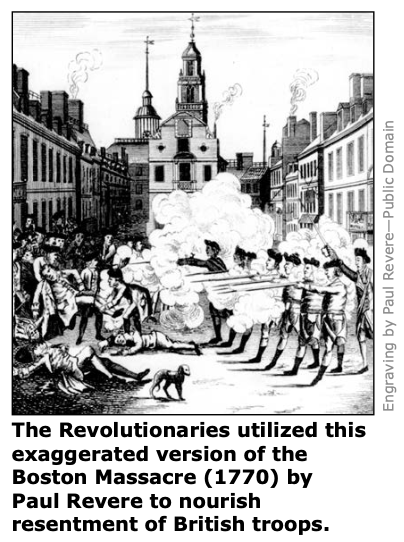 The Revolutionaries utilized this
exaggerated version of the
Boston Massacre (1770) by
Paul Revere to nourish
resentment of British troops.
Engraving by Paul Revere—Public Domain